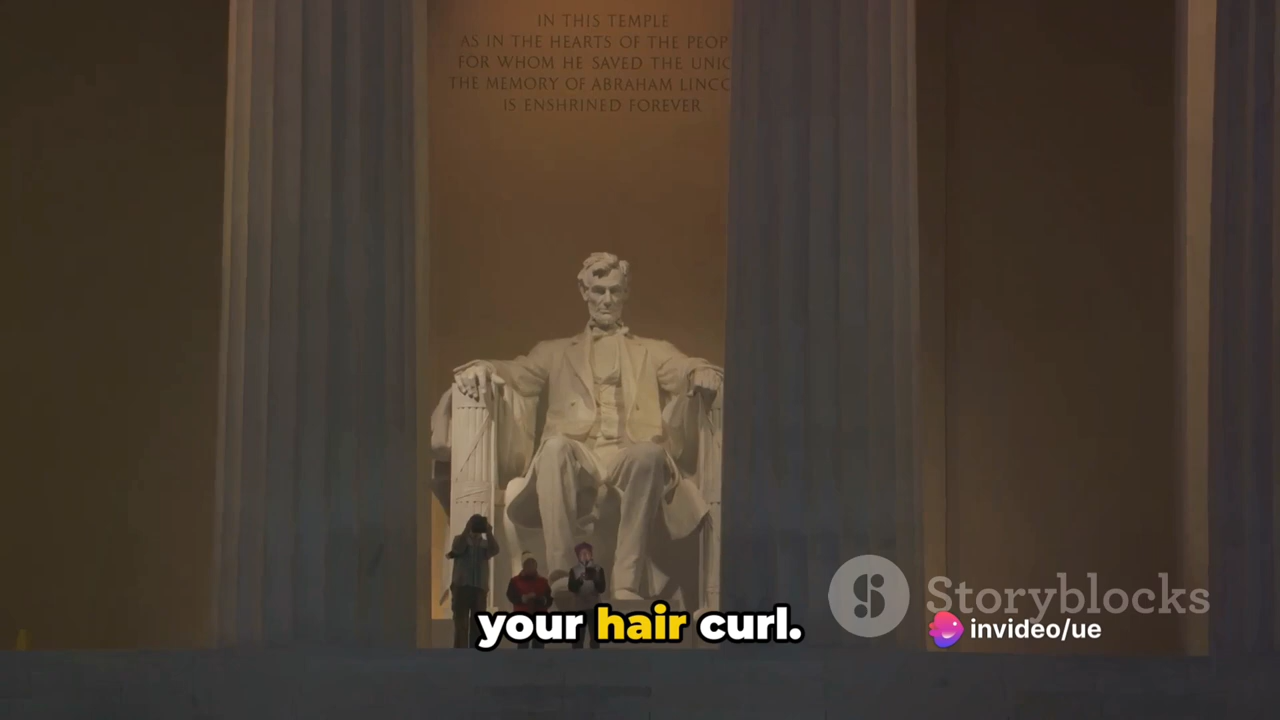 IN THIS TEMPLE
AS IN THE HEARTS OF THE PEOP
FOR WHOM HE SAVED THE UNIO
THE MEMORY OF ABRAHAM LINCO
IS ENSHRINED FOREVER
Storyblocks
your hair curl.
invideo/ue